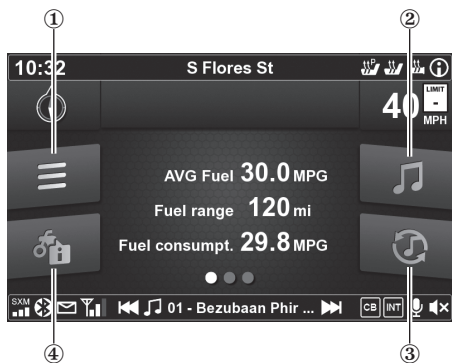 ① ②
10:32 S Flores St P
40 LIMIT - MPH
AVG Fuel 30.0 MPG
Fuel range 120 mi
Fuel consumpt. 29.8 MPG
SXM 01 - Bezubaan Phir ... CB INT
④ ③